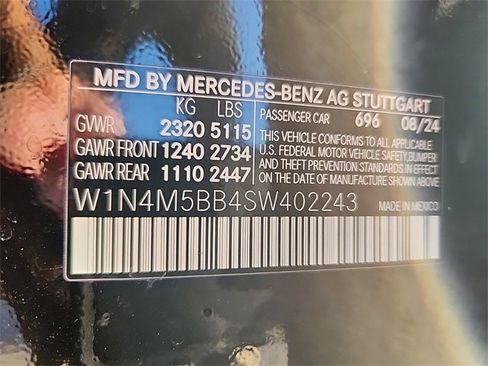 MFD BY MERCEDES-BENZ AG STUTTGART
KG LBS
GVWR 2320 5115
GAWR FRONT 1240 2734
GAWR REAR 1110 2447
PASSENGER CAR 696 08/24
THIS VEHICLE CONFORMS TO ALL APPLICABLE
U.S. FEDERAL MOTOR VEHICLE SAFETY, BUMPER
AND THEFT PREVENTION STANDARDS IN EFFECT
ON THE DATE OF MANUFACTURE SHOWN ABOVE.
W1N4M5BB4SW402243 MADE IN MEXICO